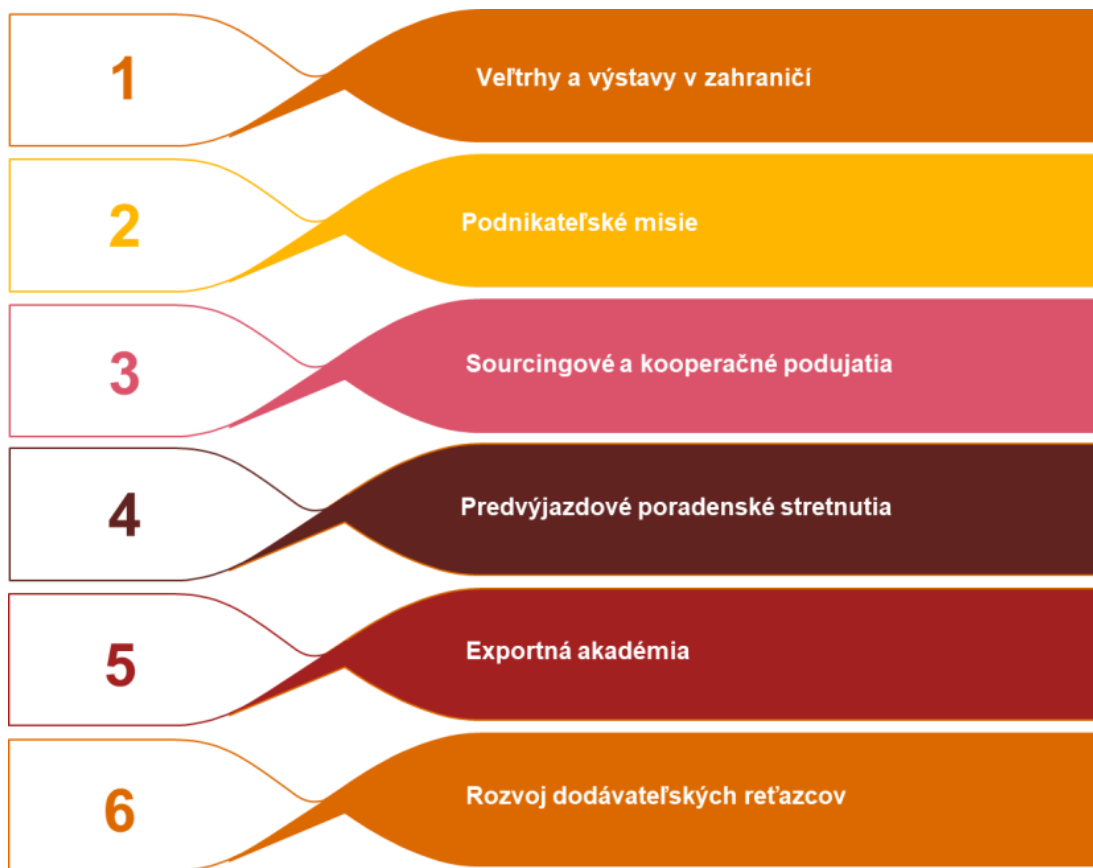 1
Veľtrhy a výstavy v zahraničí
2
Podnikateľské misie
3
Sourcingové a kooperačné podujatia
4
Predvýjazdové poradenské stretnutia
5
Exportná akadémia
6
Rozvoj dodávateľských reťazcov